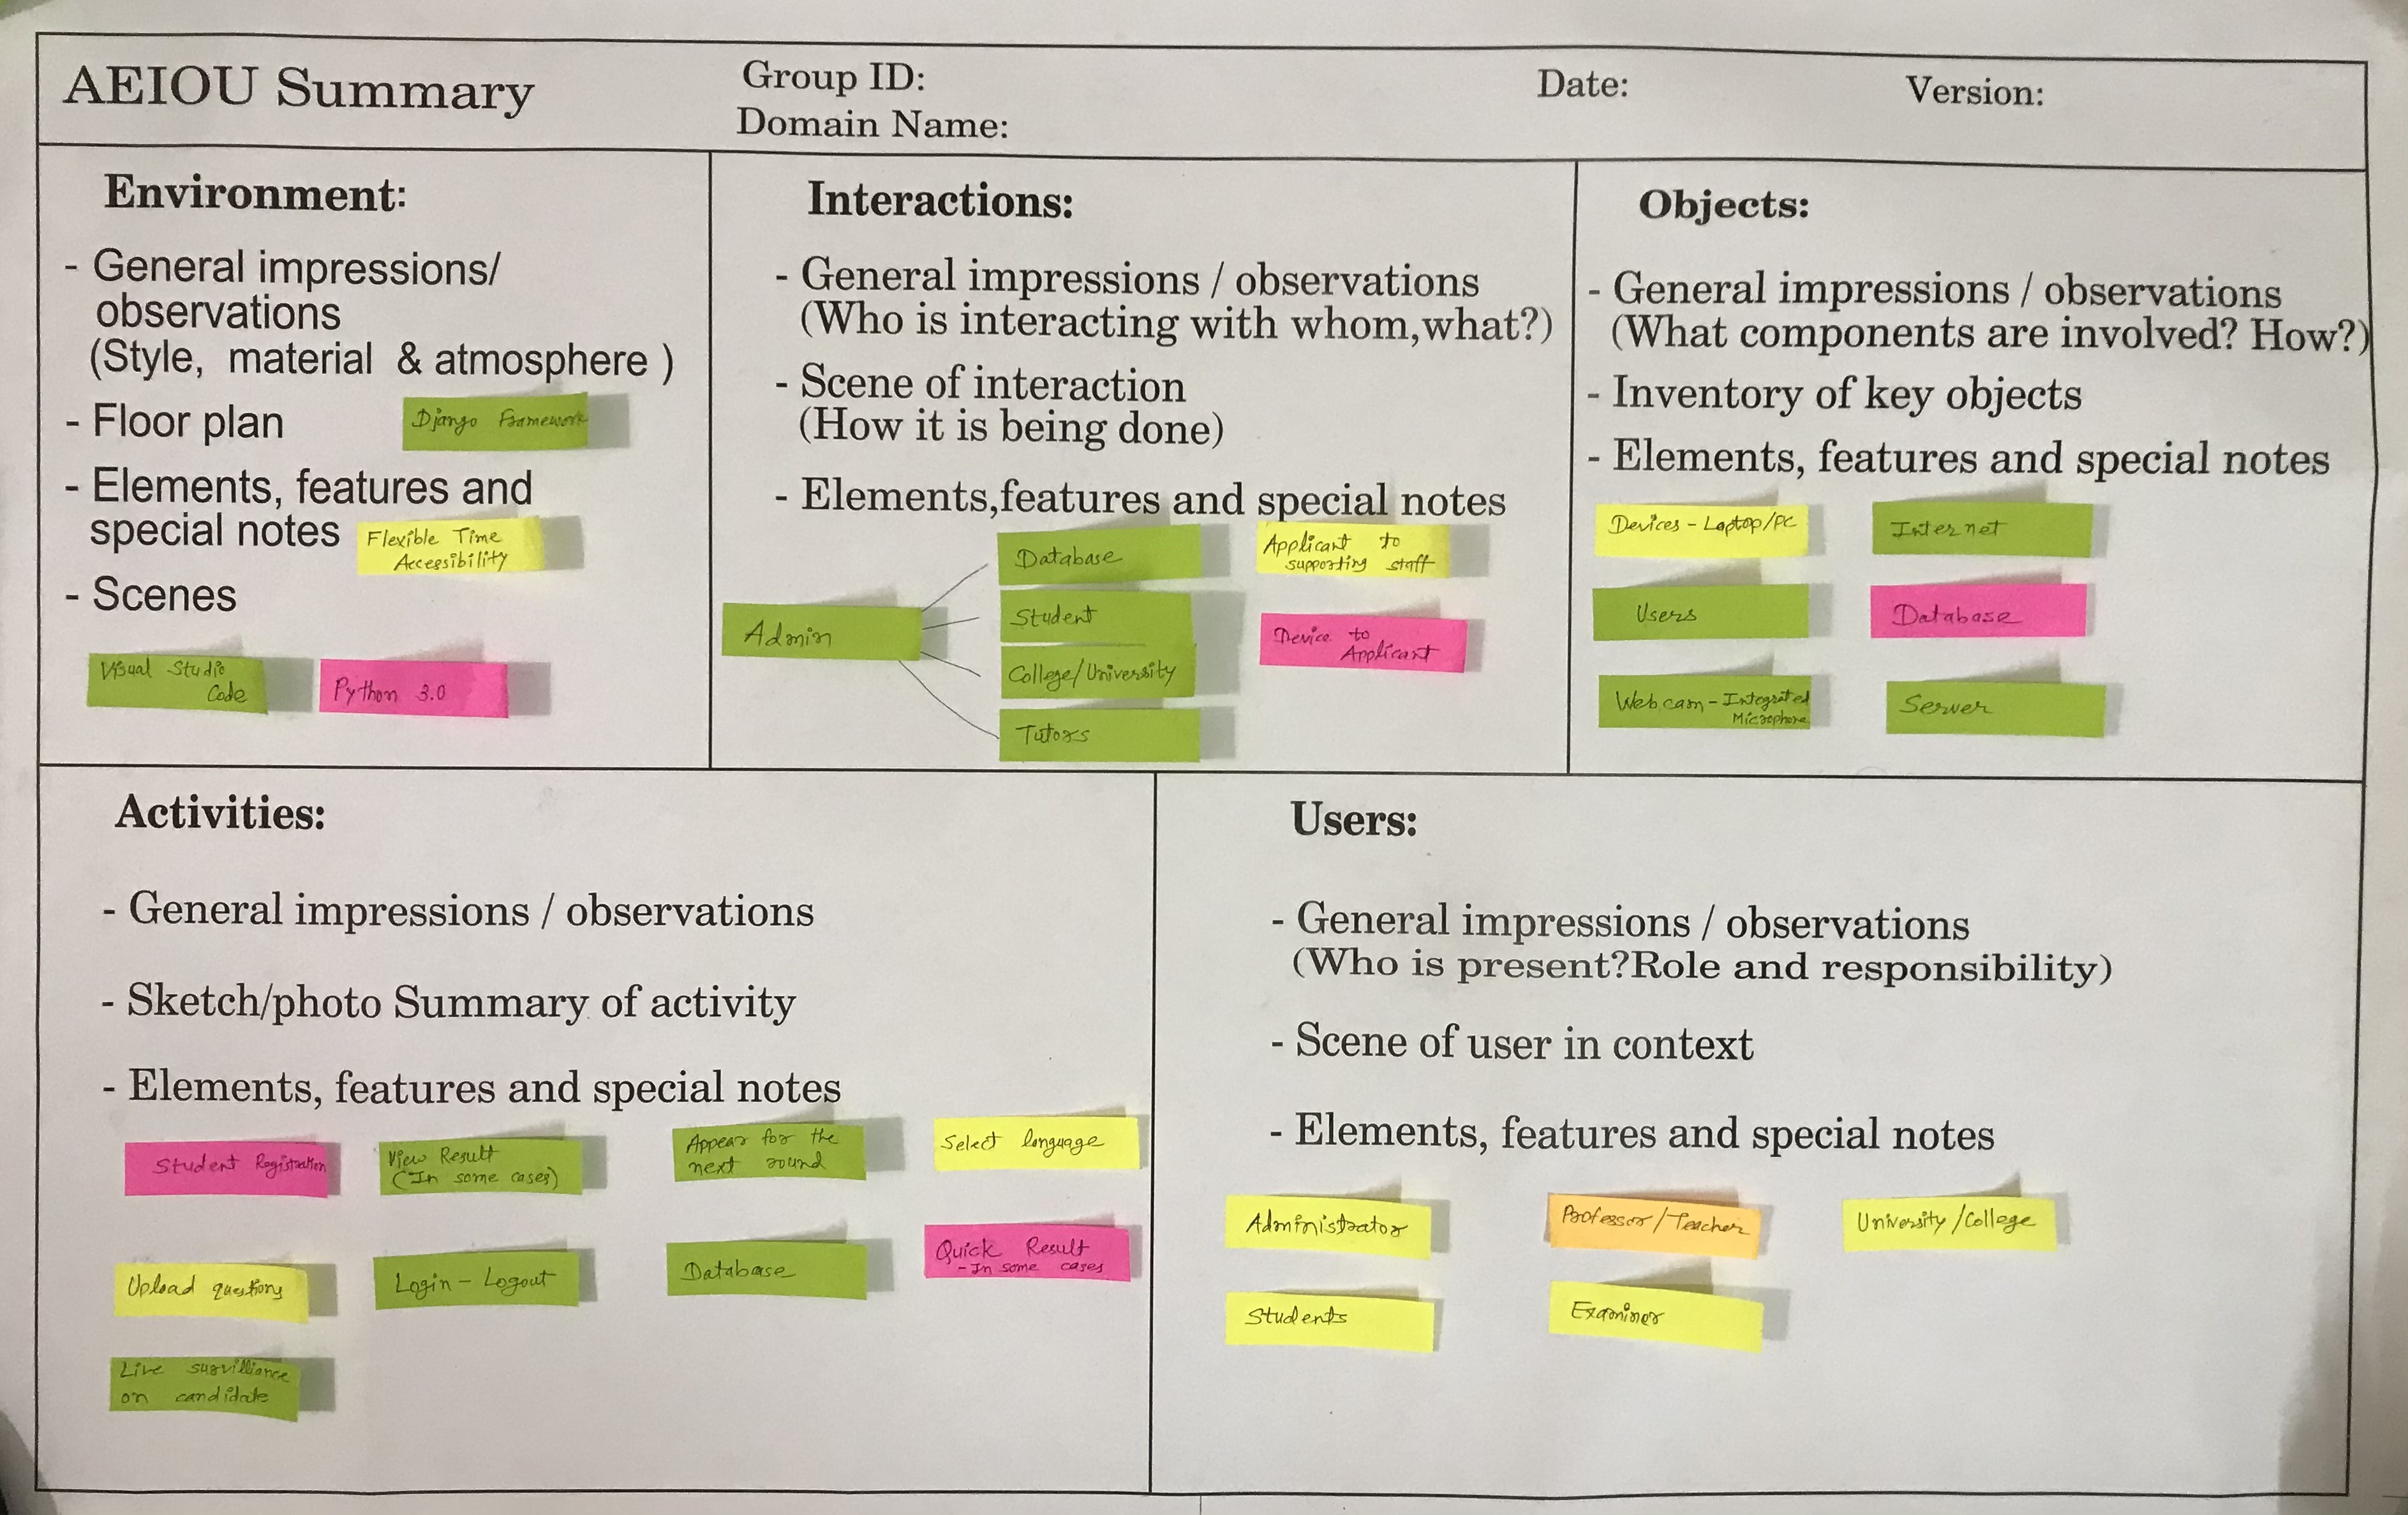 AEIOU Summary
Group ID:
Domain Name:
Date:
Version:
Environment:
- General impressions/
observations
(Style, material & atmosphere )
- Floor plan
Django Framework
- Elements, features and
special notes
Flexible Time
Accessibility
- Scenes
Visual Studio
Code
Python 3.0
Interactions:
- General impressions / observations
(Who is interacting with whom,what?)
- Scene of interaction
(How it is being done)
- Elements,features and special notes
Admin
Database
Student
College/University
Tutors
Applicant to
supporting staff
Device to
Applicant
Objects:
- General impressions / observations
(What components are involved? How?)
- Inventory of key objects
- Elements, features and special notes
Devices - Laptop/PC
Internet
Users
Database
Webcam - Integrated
Microphone
Server
Activities:
- General impressions / observations
- Sketch/photo Summary of activity
- Elements, features and special notes
Student Registration
View Result
(In some cases)
Appear for the
next round
Select language
Upload questions
Login - Logout
Database
Quick Result
- In some cases
Live survilliance
on candidate
Users:
- General impressions / observations
(Who is present?Role and responsibility)
- Scene of user in context
- Elements, features and special notes
Administrator
Professor/Teacher
University/College
Students
Examiner